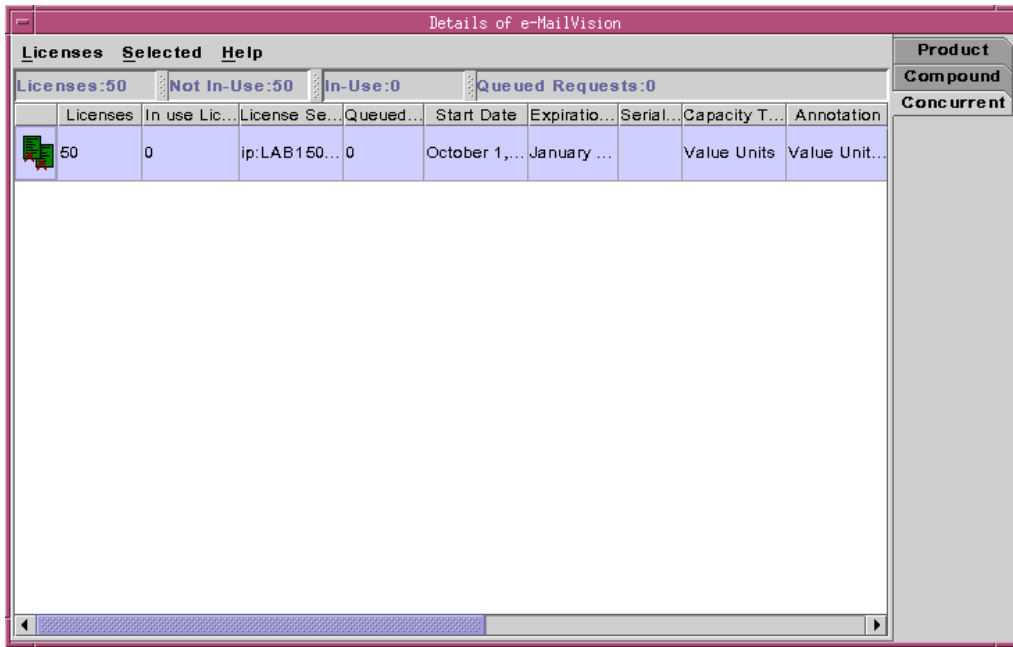 Details of e-MailVision
Licenses Selected Help
Product
Compound
Concurrent
Licenses:50 Not In-Use:50 In-Use:0 Queued Requests:0
Licenses In use Lic... License Se... Queued... Start Date Expiratio... Serial... Capacity T... Annotation
50 0 ip:LAB150... 0 October 1,... January ... Value Units Value Unit...